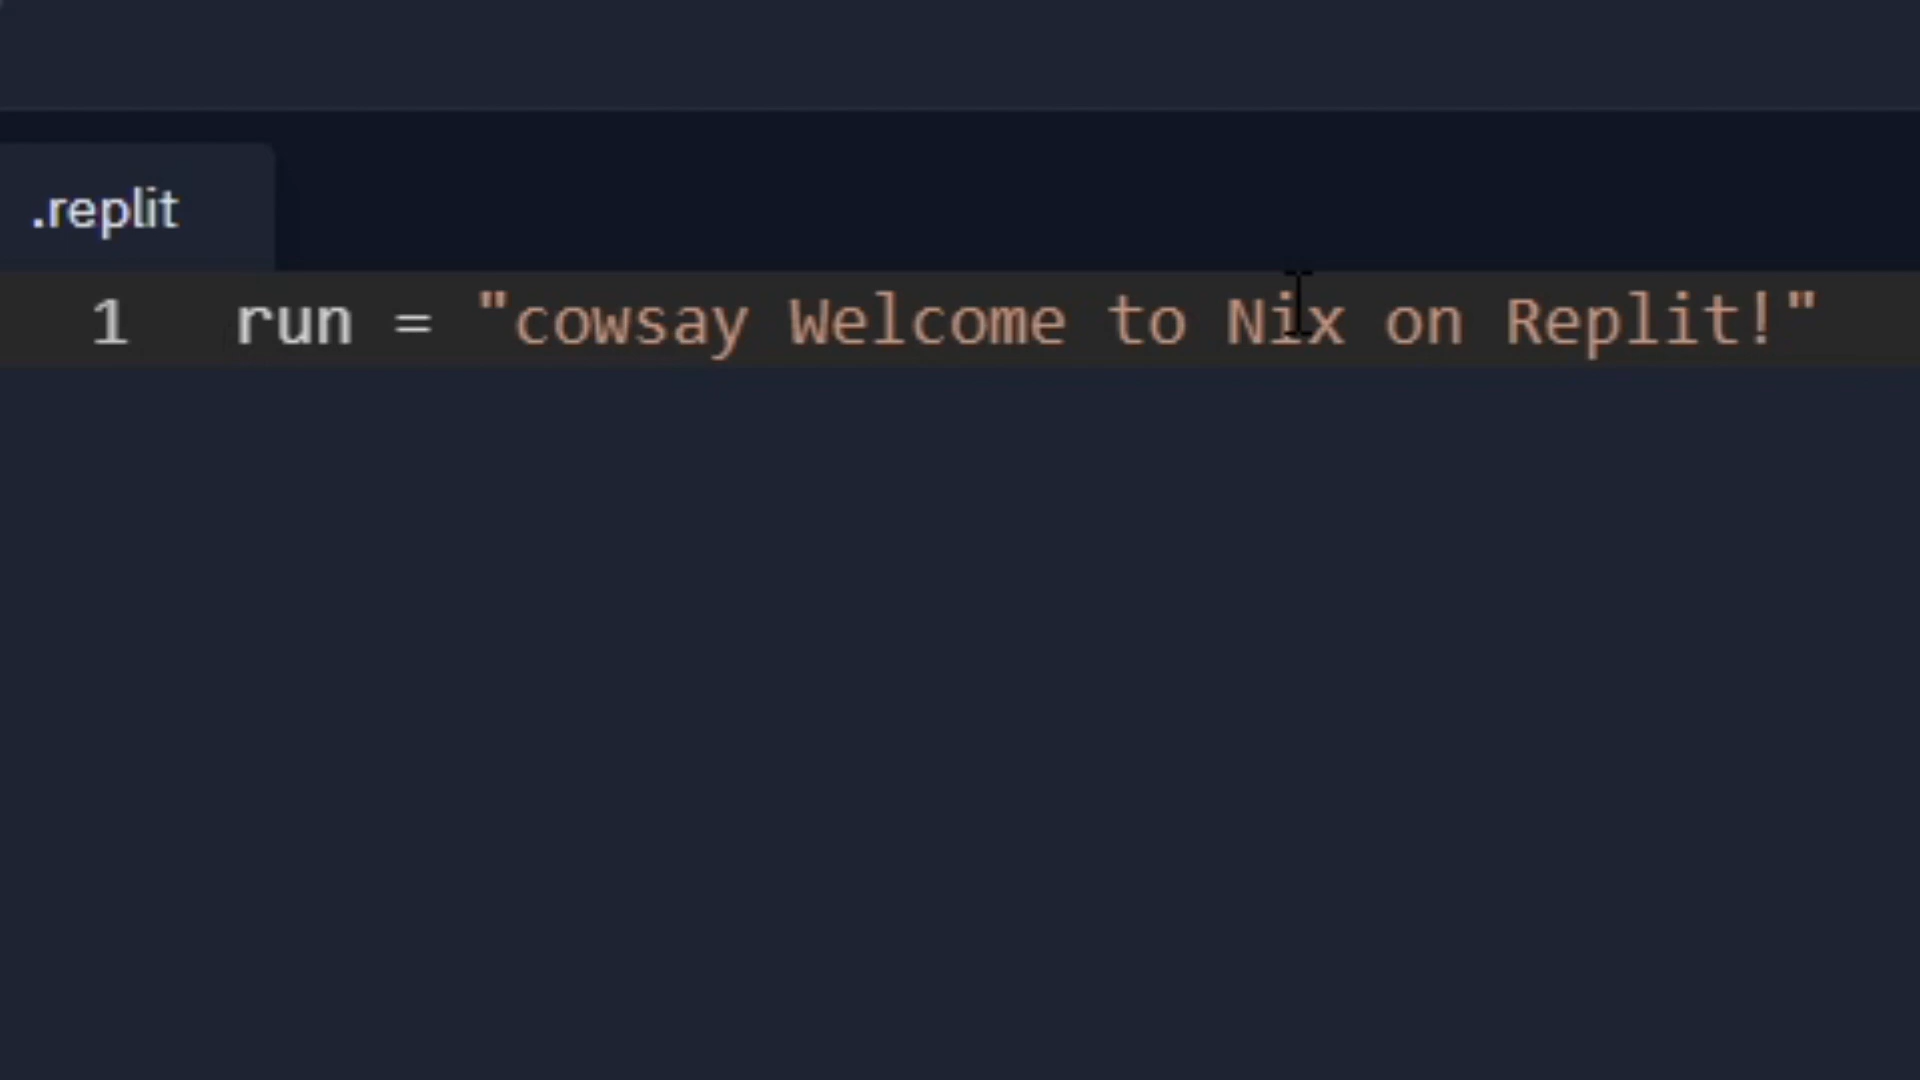 .replit
1 run = "cowsay Welcome to Nix on Replit!"